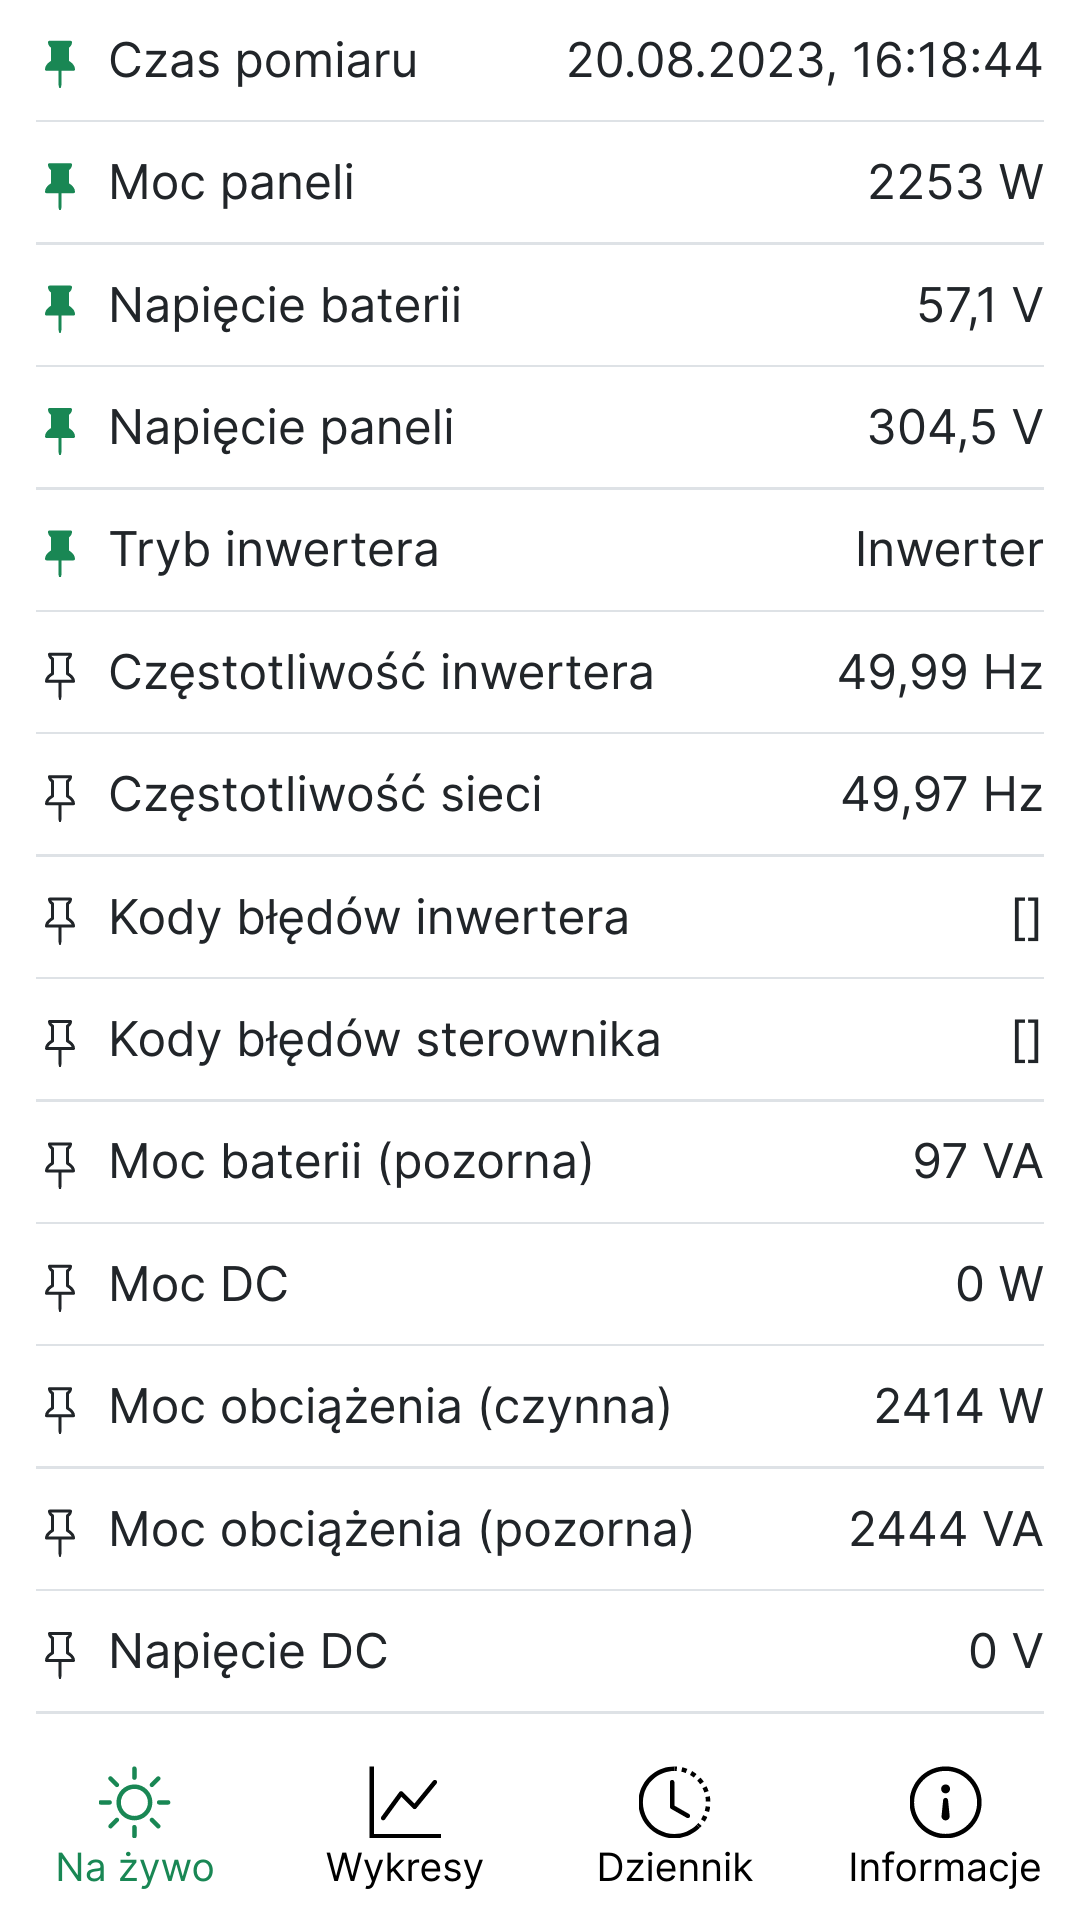 Czas pomiaru 20.08.2023, 16:18:44
Moc paneli 2253 W
Napięcie baterii 57,1 V
Napięcie paneli 304,5 V
Tryb inwertera Inwerter
Częstotliwość inwertera 49,99 Hz
Częstotliwość sieci 49,97 Hz
Kody błędów inwertera []
Kody błędów sterownika []
Moc baterii (pozorna) 97 VA
Moc DC 0 W
Moc obciążenia (czynna) 2414 W
Moc obciążenia (pozorna) 2444 VA
Napięcie DC 0 V
Na żywo Wykresy Dziennik Informacje